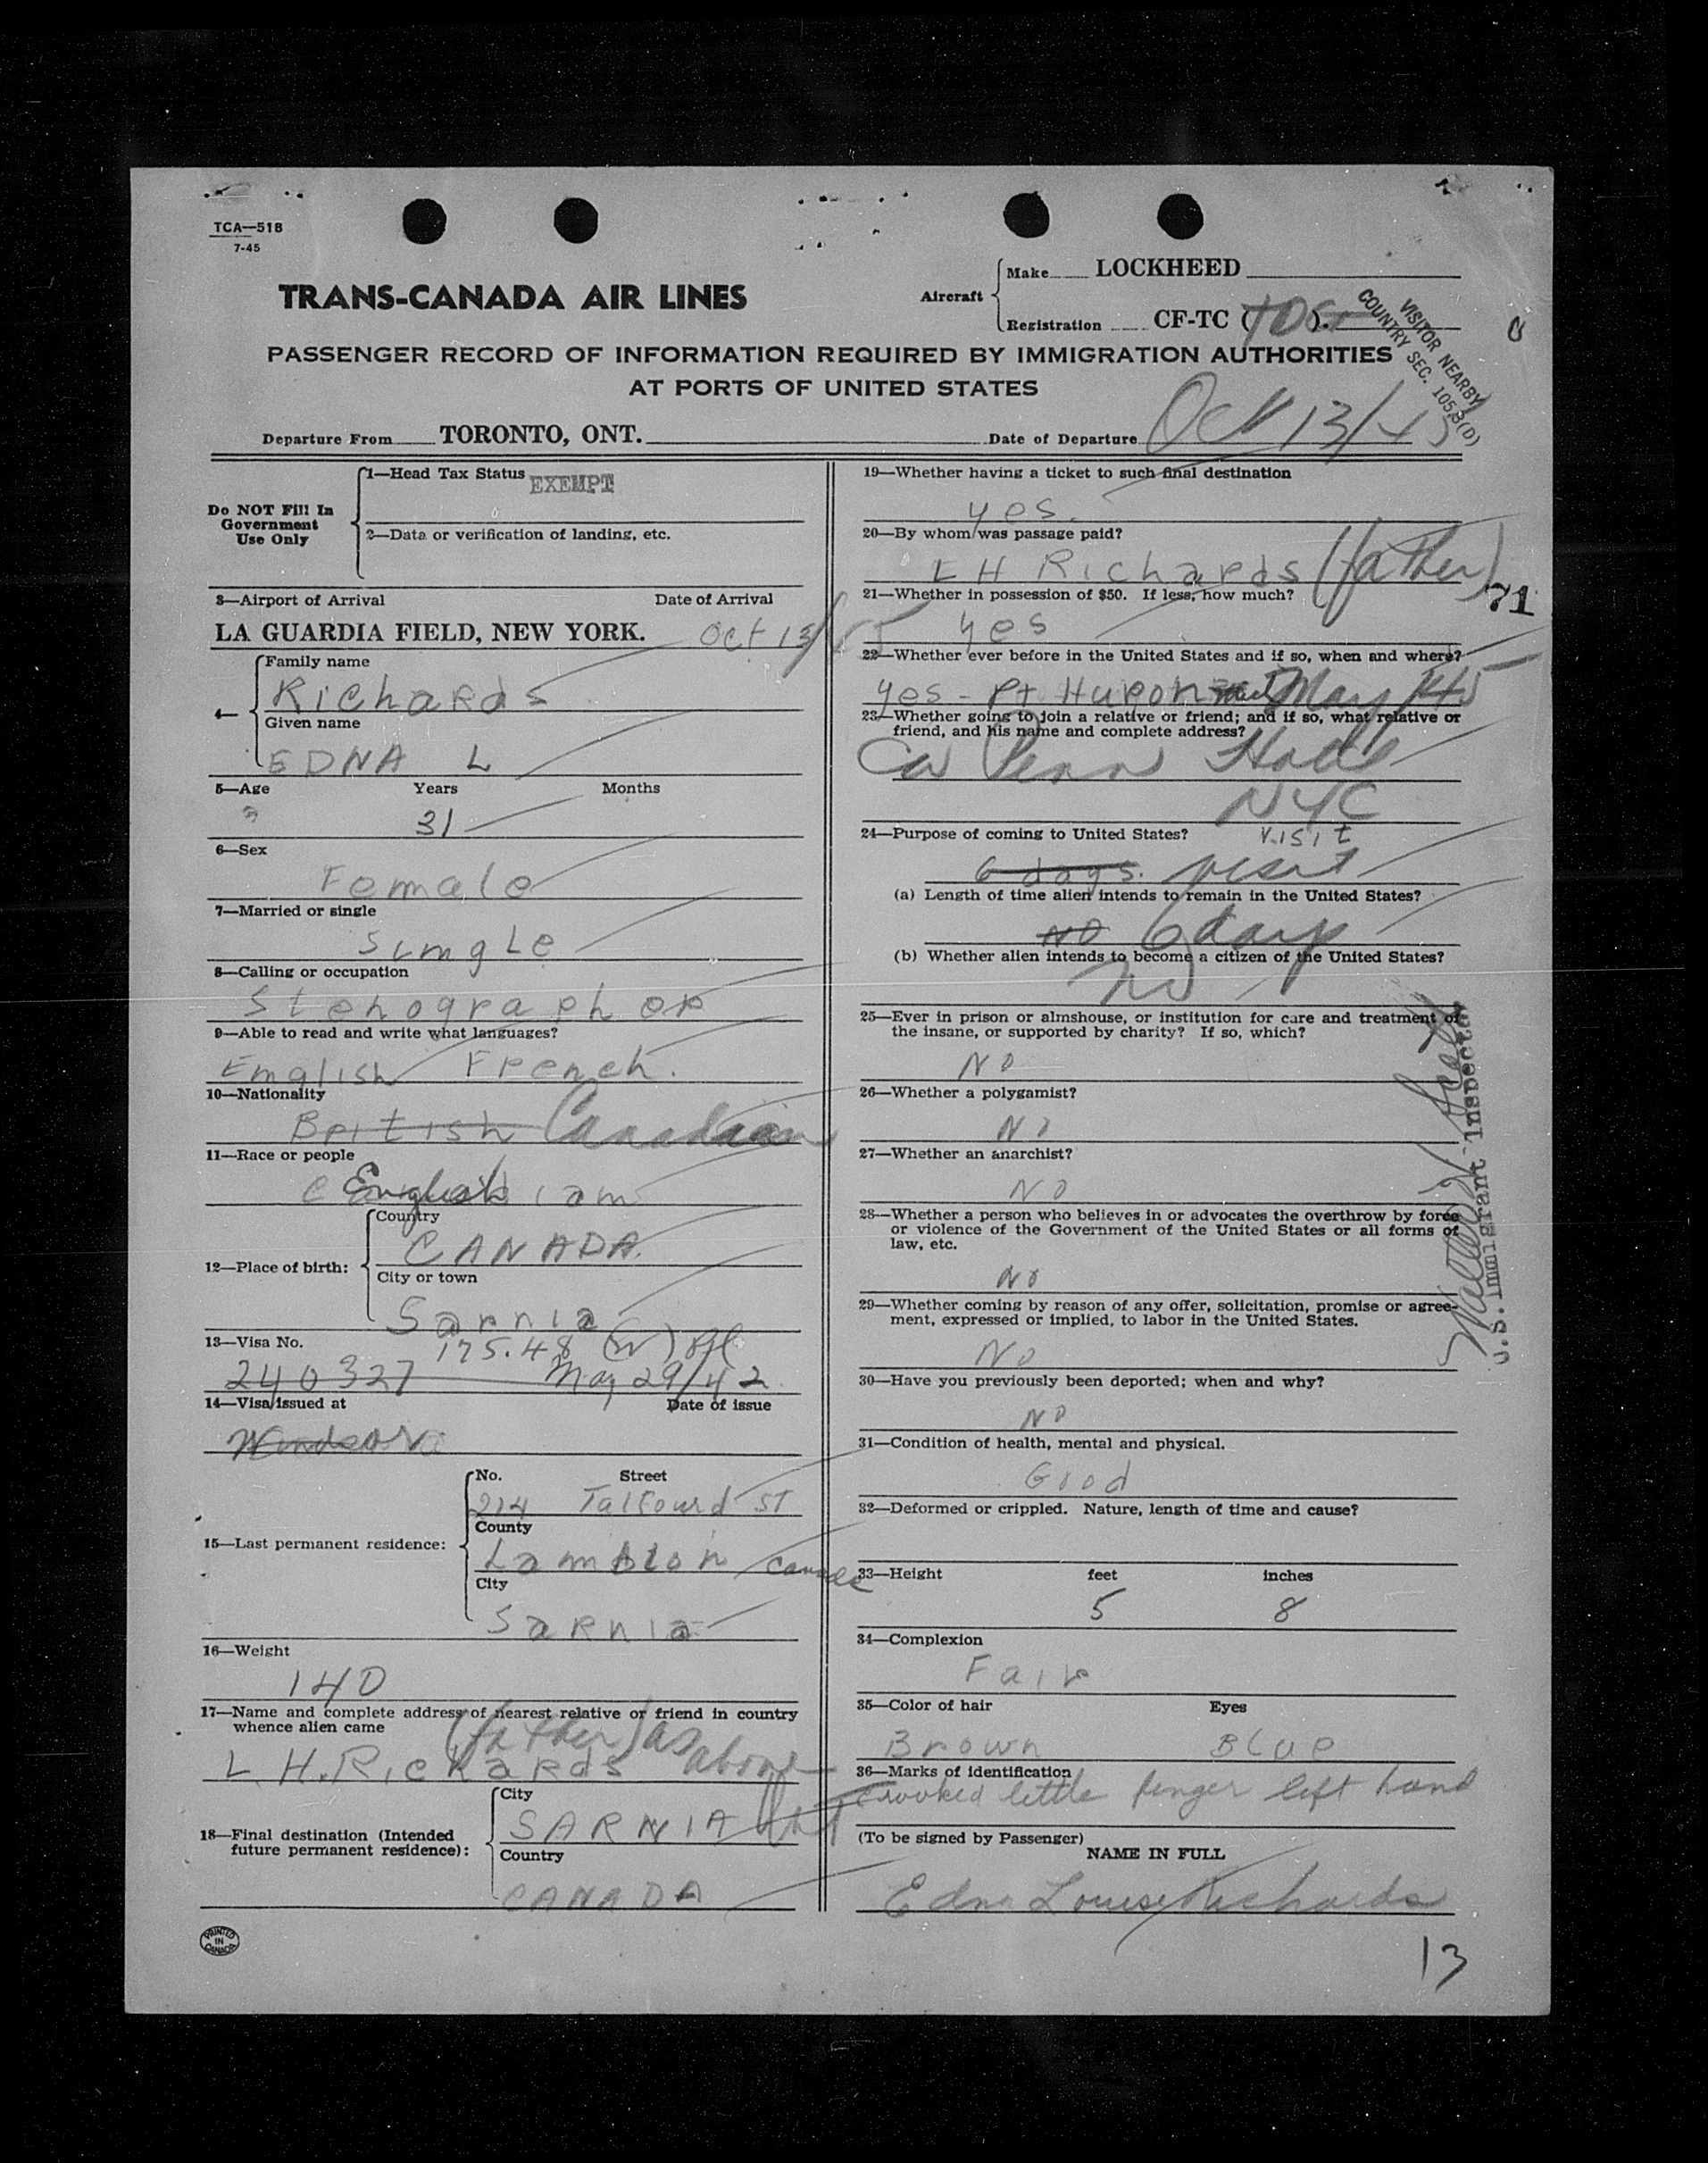 TCA—518
7-45
TRANS-CANADA AIR LINES
Aircraft
Make LOCKHEED
Registration CF-TC ( ).
VISITOR NEARBY
COUNTRY SEC. 105.3(D)
PASSENGER RECORD OF INFORMATION REQUIRED BY IMMIGRATION AUTHORITIES
AT PORTS OF UNITED STATES
Departure From TORONTO, ONT. Date of Departure Oct 13/45
Do NOT Fill In
Government
Use Only
1—Head Tax Status EXEMPT
2—Data or verification of landing, etc.
3—Airport of Arrival Date of Arrival
LA GUARDIA FIELD, NEW YORK. Oct 13/45
4—
Family name
Richards
Given name
EDNA L
5—Age Years Months
31
6—Sex
Female
7—Married or single
Single
8—Calling or occupation
Stenographer
9—Able to read and write what languages?
English French.
10—Nationality
British Canadian
11—Race or people
English
12—Place of birth:
Country
CANADA.
City or town
Sarnia
13—Visa No. 175.48
240327 May 29/42
14—Visa issued at Date of issue
Windsor
15—Last permanent residence:
No. Street
214 Talfourd ST
County
Lambton Canada
City
Sarnia
16—Weight
140
17—Name and complete address of nearest relative or friend in country
whence alien came
(father) as above
L. H. Richards
18—Final destination (Intended
future permanent residence):
City
SARNIA Ont
Country
CANADA
PRINTED
IN
CANADA
19—Whether having a ticket to such final destination
yes.
20—By whom was passage paid?
L H Richards (father)
71
21—Whether in possession of $50. If less, how much?
yes
22—Whether ever before in the United States and if so, when and where?
yes - Pt Huron May/45
23—Whether going to join a relative or friend; and if so, what relative or
friend, and his name and complete address?
Penn Hotel
NYC
24—Purpose of coming to United States? visit
6 days. visit
(a) Length of time alien intends to remain in the United States?
NO 6 days
(b) Whether alien intends to become a citizen of the United States?
No
25—Ever in prison or almshouse, or institution for care and treatment of
the insane, or supported by charity? If so, which?
NO
26—Whether a polygamist?
NO
27—Whether an anarchist?
NO
28—Whether a person who believes in or advocates the overthrow by force
or violence of the Government of the United States or all forms of
law, etc.
NO
29—Whether coming by reason of any offer, solicitation, promise or agree-
ment, expressed or implied, to labor in the United States.
NO
30—Have you previously been deported; when and why?
NO
31—Condition of health, mental and physical.
Good
32—Deformed or crippled. Nature, length of time and cause?
33—Height feet inches
5 8
34—Complexion
Fair
35—Color of hair Eyes
Brown Blue
36—Marks of identification
Crooked little finger left hand
(To be signed by Passenger)
NAME IN FULL
Edna Louise Richards
U.S. Immigrant Inspector
13